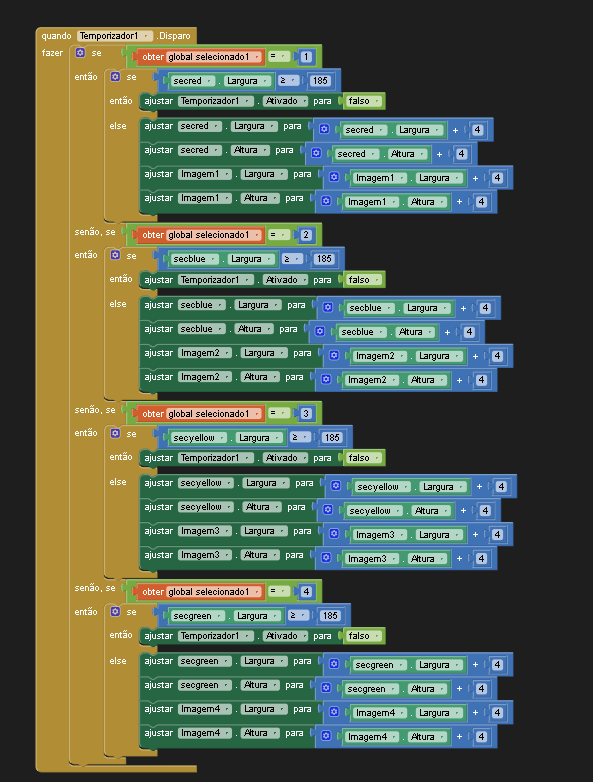 quando Temporizador1 .Disparo
fazer se obter global selecionado1 = 1
então se secred . Largura ≥ 185
então ajustar Temporizador1 . Ativado para falso
else ajustar secred . Largura para secred . Largura + 4
ajustar secred . Altura para secred . Altura + 4
ajustar Imagem1 . Largura para Imagem1 . Largura + 4
ajustar Imagem1 . Altura para Imagem1 . Altura + 4
senão, se obter global selecionado1 = 2
então se secblue . Largura ≥ 185
então ajustar Temporizador1 . Ativado para falso
else ajustar secblue . Largura para secblue . Largura + 4
ajustar secblue . Altura para secblue . Altura + 4
ajustar Imagem2 . Largura para Imagem2 . Largura + 4
ajustar Imagem2 . Altura para Imagem2 . Altura + 4
senão, se obter global selecionado1 = 3
então se secyellow . Largura ≥ 185
então ajustar Temporizador1 . Ativado para falso
else ajustar secyellow . Largura para secyellow . Largura + 4
ajustar secyellow . Altura para secyellow . Altura + 4
ajustar Imagem3 . Largura para Imagem3 . Largura + 4
ajustar Imagem3 . Altura para Imagem3 . Altura + 4
senão, se obter global selecionado1 = 4
então se secgreen . Largura ≥ 185
então ajustar Temporizador1 . Ativado para falso
else ajustar secgreen . Largura para secgreen . Largura + 4
ajustar secgreen . Altura para secgreen . Altura + 4
ajustar Imagem4 . Largura para Imagem4 . Largura + 4
ajustar Imagem4 . Altura para Imagem4 . Altura + 4